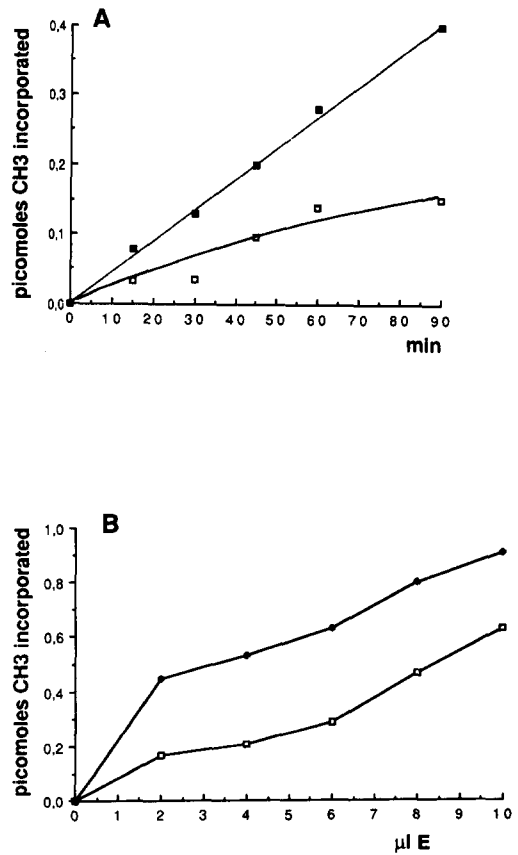 A
picomoles CH3 incorporated
0,4
0,3
0,2
0,1
0,0
0 10 20 30 40 50 60 70 80 90
min
B
picomoles CH3 incorporated
1,0
0,8
0,6
0,4
0,2
0,0
0 1 2 3 4 5 6 7 8 9 10
µl E